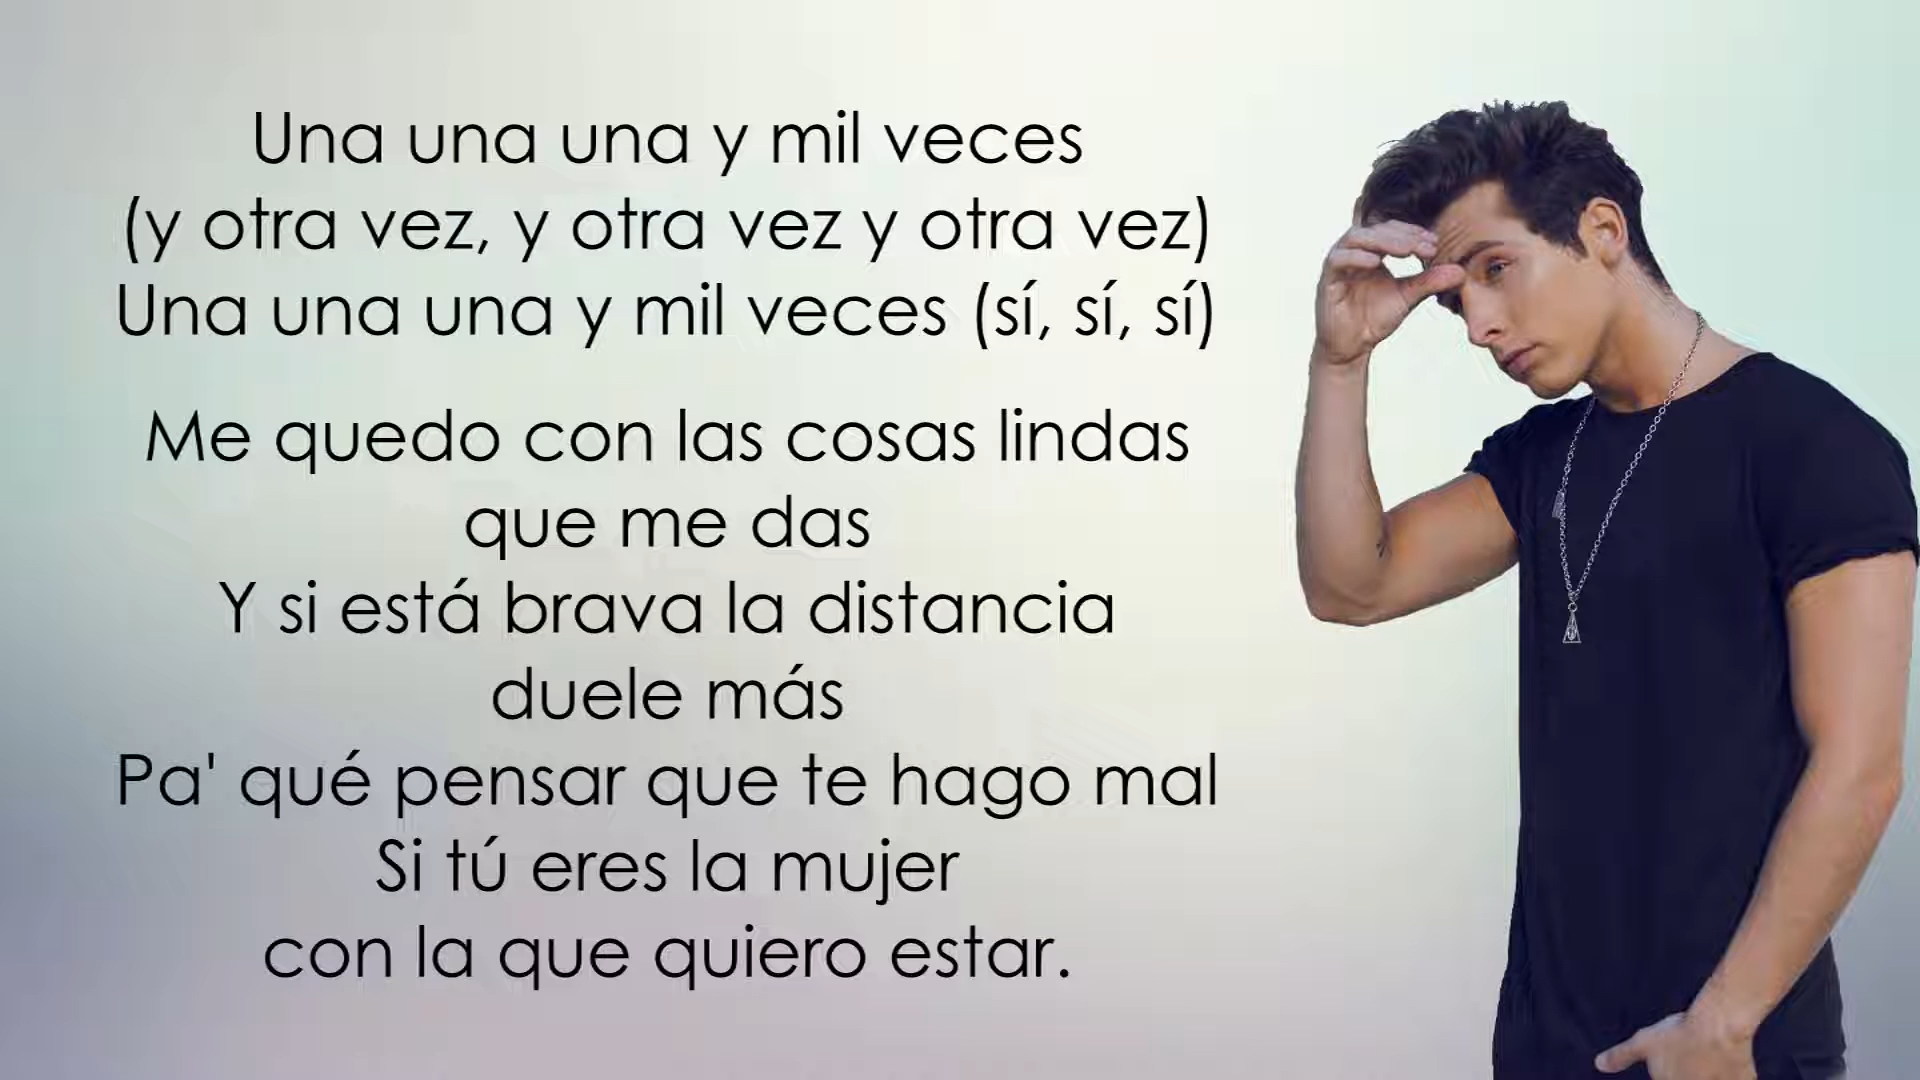 Una una una y mil veces
(y otra vez, y otra vez y otra vez)
Una una una y mil veces (sí, sí, sí)
Me quedo con las cosas lindas
que me das
Y si está brava la distancia
duele más
Pa' qué pensar que te hago mal
Si tú eres la mujer
con la que quiero estar.